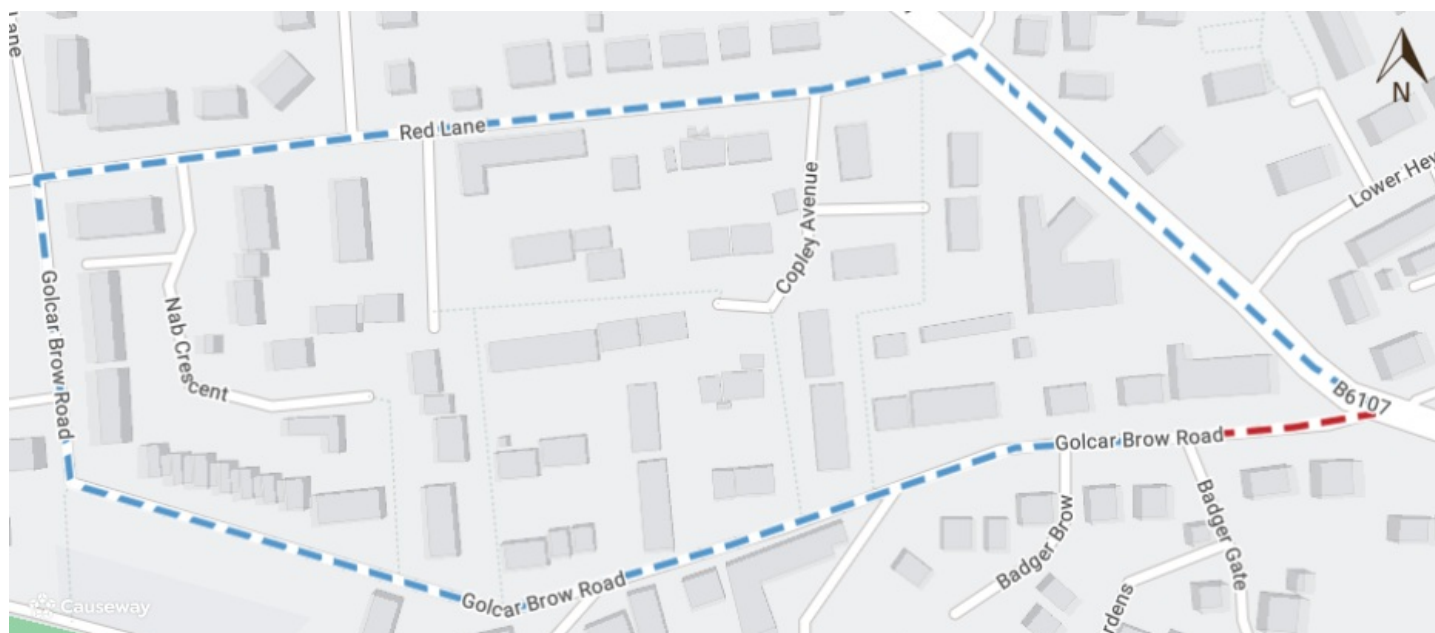 Lane
N
Red Lane
Lower Hey
Copley Avenue
Golcar Brow Road
Nab Crescent
B6107
Golcar Brow Road
Badger Brow
Badger Gate
Golcar Brow Road
rdens
Causeway